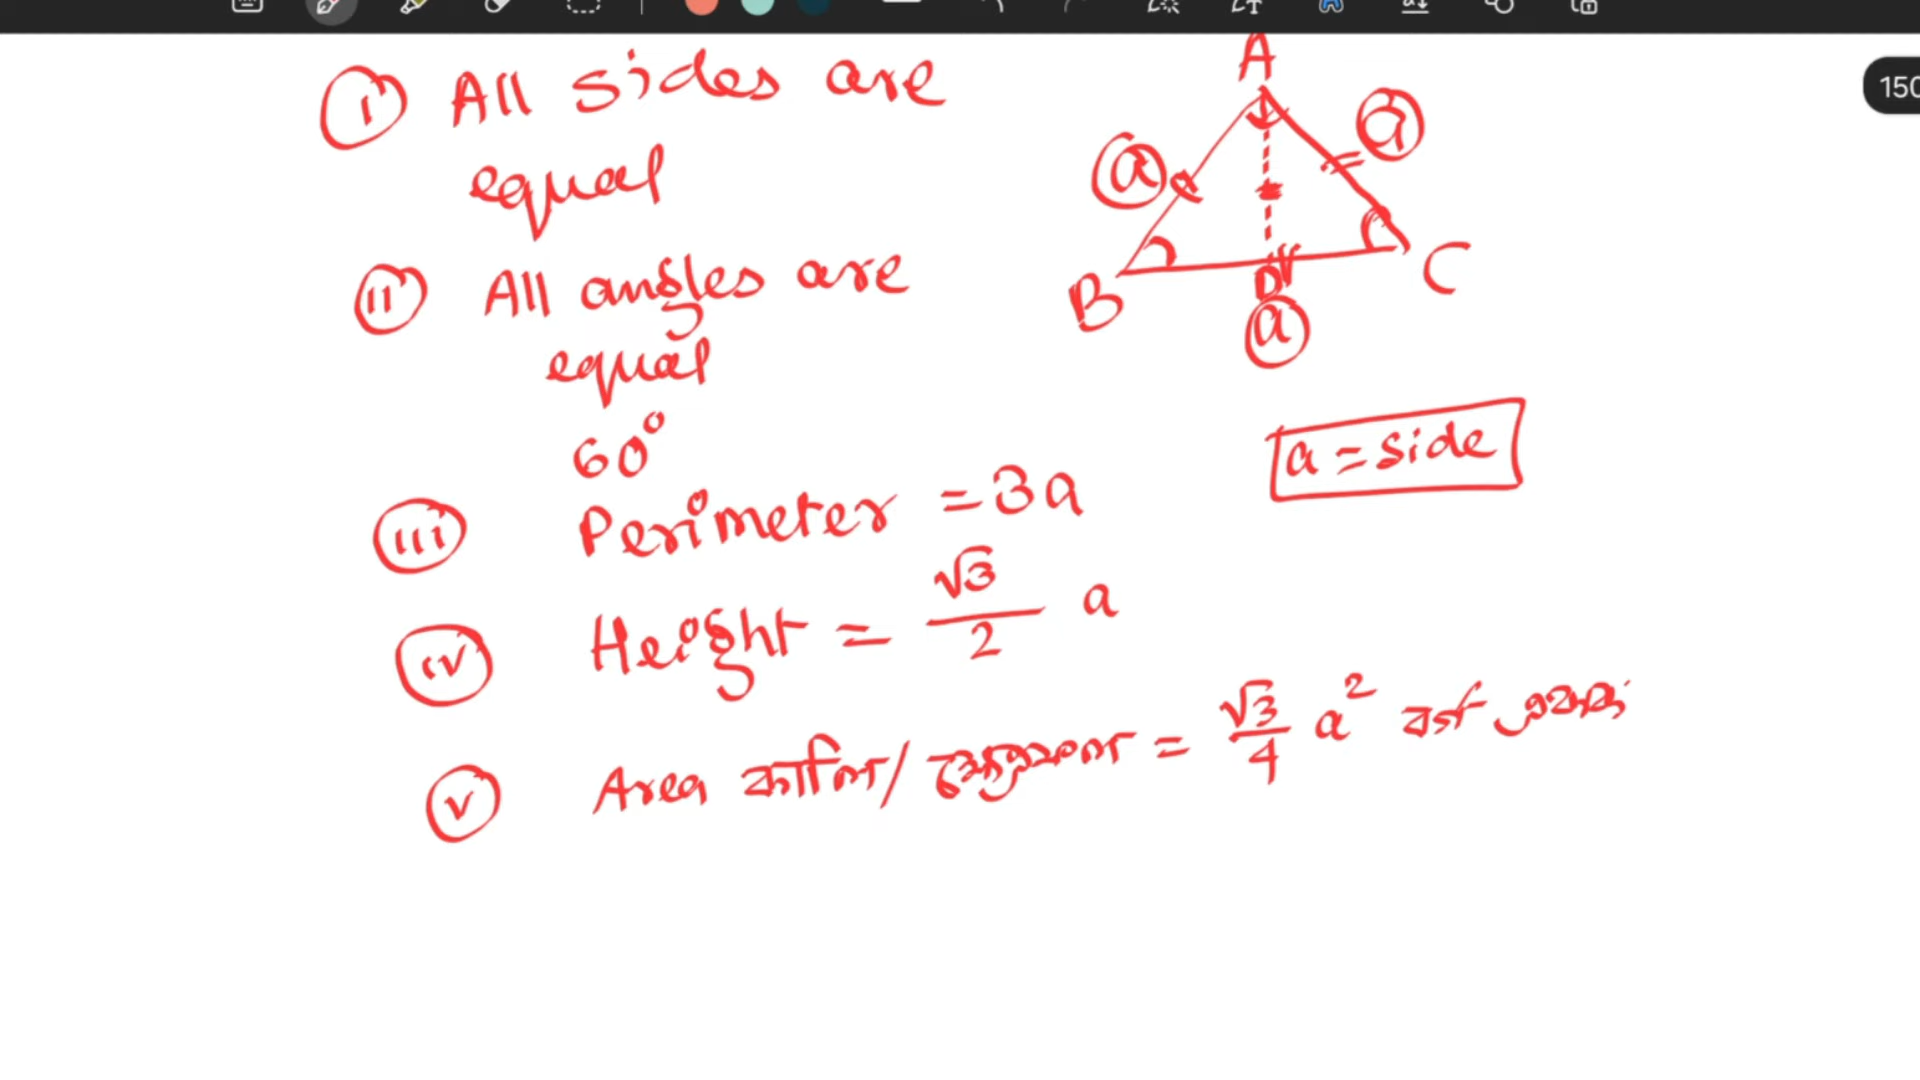 i All sides are
equal
ii All angles are
equal
60°
iii Perimeter = 3a
iv Height = √3/2 a
v Area कালি/ক্ষেত্রফল = √3/4 a² বর্গ একক
A
a
a
B
D
C
a
a = side
150